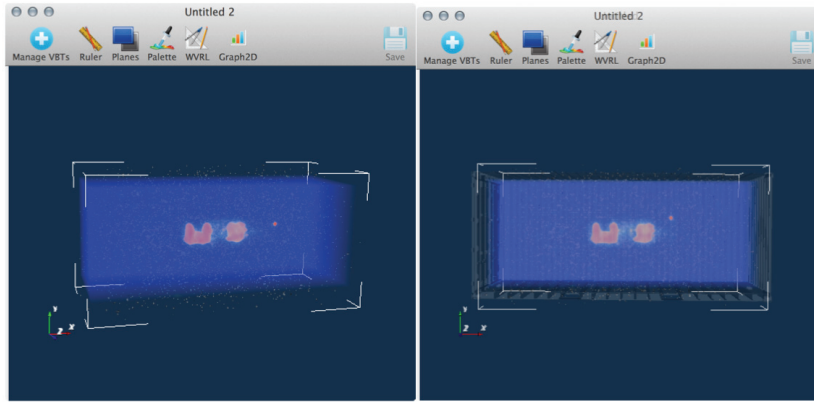 Untitled 2
Manage VBTs Ruler Planes Palette WVRL Graph2D Save
y
z x
Untitled 2
Manage VBTs Ruler Planes Palette WVRL Graph2D Save
y
z x